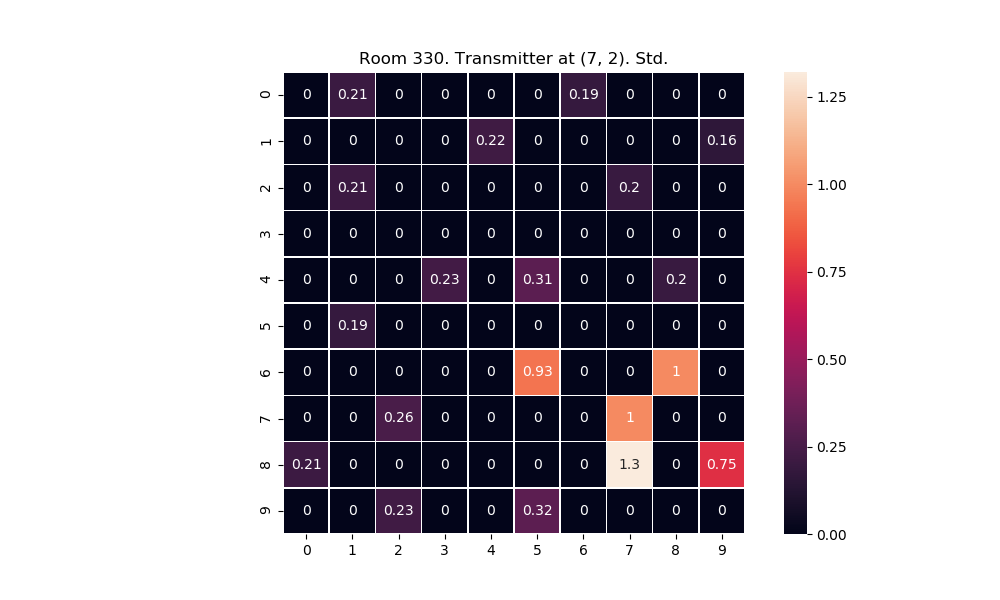 Room 330. Transmitter at (7, 2). Std.
0 0 0.21 0 0 0 0 0.19 0 0 0
1 0 0 0 0 0.22 0 0 0 0 0.16
2 0 0.21 0 0 0 0 0 0.2 0 0
3 0 0 0 0 0 0 0 0 0 0
4 0 0 0 0.23 0 0.31 0 0 0.2 0
5 0 0.19 0 0 0 0 0 0 0 0
6 0 0 0 0 0 0.93 0 0 1 0
7 0 0 0.26 0 0 0 0 1 0 0
8 0.21 0 0 0 0 0 0 1.3 0 0.75
9 0 0 0.23 0 0 0.32 0 0 0 0
0 1 2 3 4 5 6 7 8 9
1.25
1.00
0.75
0.50
0.25
0.00